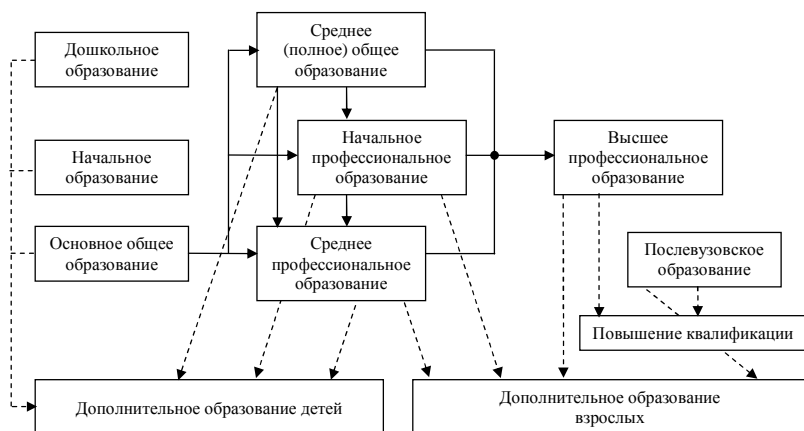 Дошкольное
образование
Среднее
(полное) общее
образование
Начальное
образование
Начальное
профессиональное
образование
Высшее
профессиональное
образование
Основное общее
образование
Среднее
профессиональное
образование
Послевузовское
образование
Повышение квалификации
Дополнительное образование детей
Дополнительное образование
взрослых